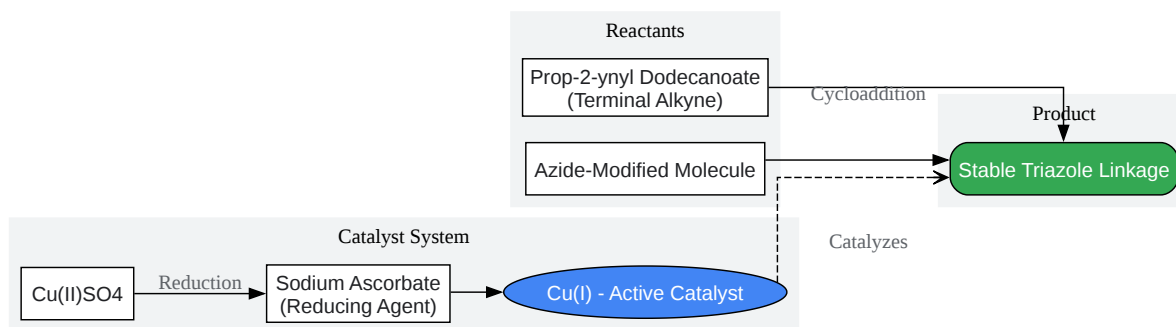 Reactants
Prop-2-ynyl Dodecanoate
(Terminal Alkyne)
Cycloaddition
Product
Azide-Modified Molecule
Stable Triazole Linkage
Catalyst System
Catalyzes
Cu(II)SO4
Reduction
Sodium Ascorbate
(Reducing Agent)
Cu(I) - Active Catalyst